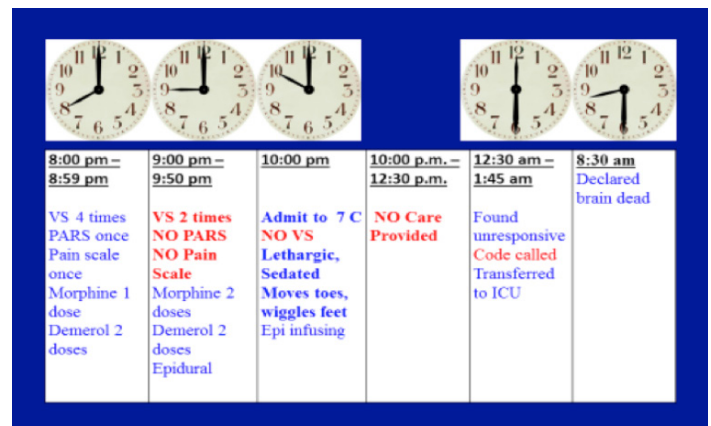 8:00 pm –
8:59 pm
VS 4 times
PARS once
Pain scale
once
Morphine 1
dose
Demerol 2
doses
9:00 pm –
9:50 pm
VS 2 times
NO PARS
NO Pain
Scale
Morphine 2
doses
Demerol 2
doses
Epidural
10:00 pm
Admit to 7 C
NO VS
Lethargic,
Sedated
Moves toes,
wiggles feet
Epi infusing
10:00 p.m. –
12:30 p.m.
NO Care
Provided
12:30 am –
1:45 am
Found
unresponsive
Code called
Transferred
to ICU
8:30 am
Declared
brain dead